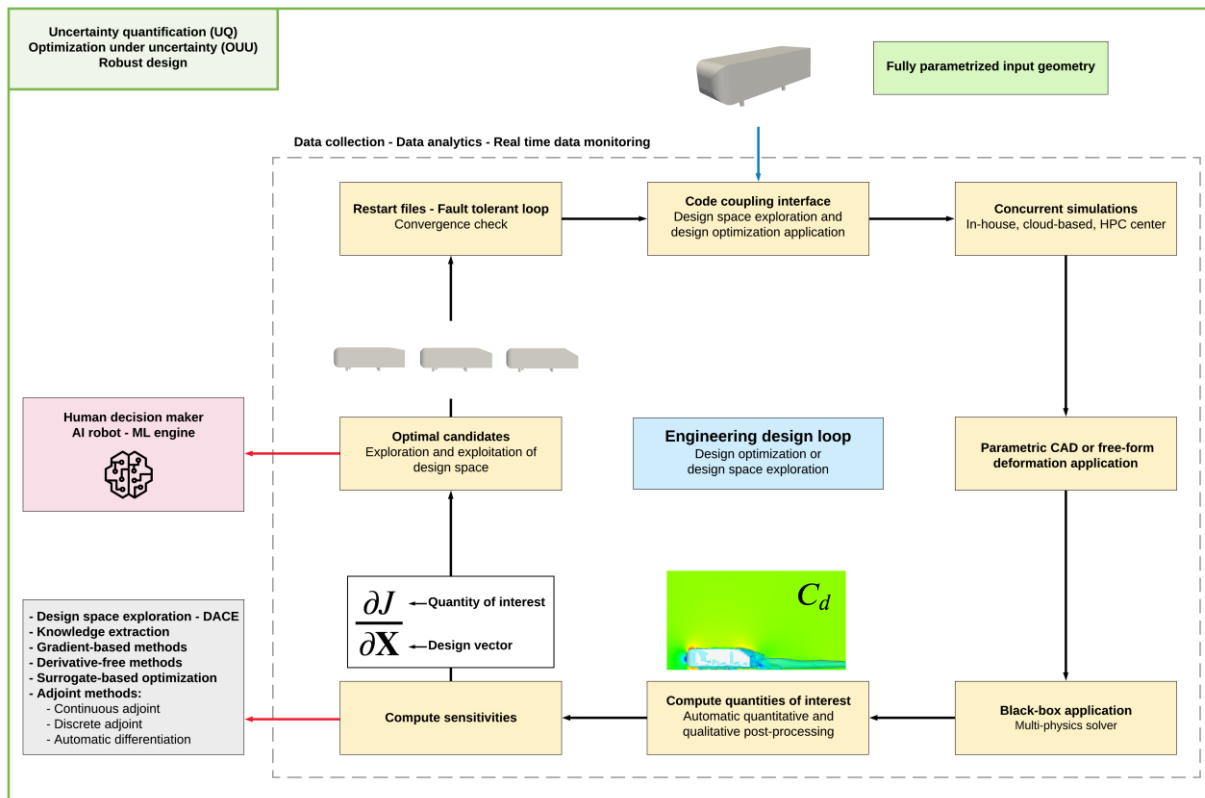 Uncertainty quantification (UQ)
Optimization under uncertainty (OUU)
Robust design
Fully parametrized input geometry
Data collection - Data analytics - Real time data monitoring
Restart files - Fault tolerant loop
Convergence check
Code coupling interface
Design space exploration and
design optimization application
Concurrent simulations
In-house, cloud-based, HPC center
Human decision maker
AI robot - ML engine
Optimal candidates
Exploration and exploitation of
design space
Engineering design loop
Design optimization or
design space exploration
Parametric CAD or free-form
deformation application
∂J
Quantity of interest
∂X
Design vector
C_d
- Design space exploration - DACE
- Knowledge extraction
- Gradient-based methods
- Derivative-free methods
- Surrogate-based optimization
- Adjoint methods:
- Continuous adjoint
- Discrete adjoint
- Automatic differentiation
Compute sensitivities
Compute quantities of interest
Automatic quantitative and
qualitative post-processing
Black-box application
Multi-physics solver